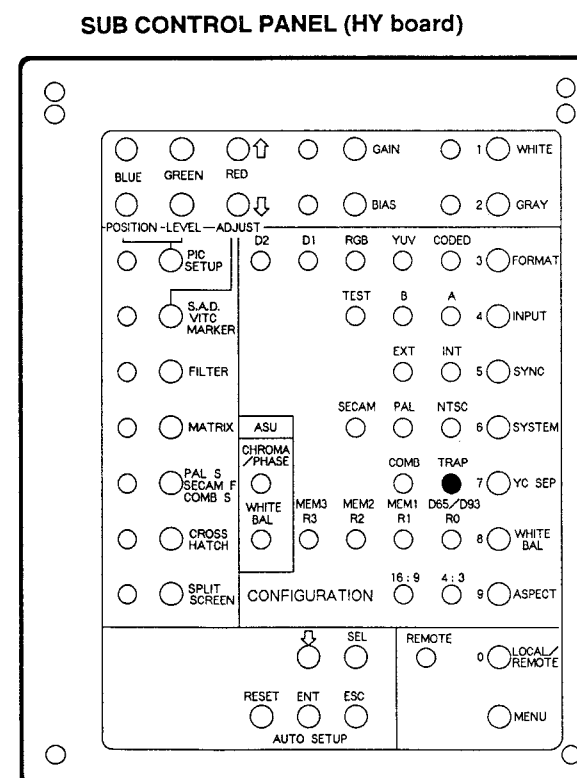 SUB CONTROL PANEL (HY board)
GAIN 1 WHITE
BLUE GREEN RED
BIAS 2 GRAY
POSITION LEVEL ADJUST
D2 D1 RGB YUV CODED
PIC
SETUP
3 FORMAT
TEST B A
S.A.D.
VITC
MARKER
4 INPUT
EXT INT
FILTER
5 SYNC
SECAM PAL NTSC
MATRIX ASU
6 SYSTEM
CHROMA
/PHASE
COMB TRAP
PAL S
SECAM F
COMB S
7 YC SEP
WHITE
BAL
MEM3 MEM2 MEM1 D65/D93
R3 R2 R1 R0
CROSS
HATCH
8 WHITE
BAL
16:9 4:3
SPLIT
SCREEN
CONFIGURATION
9 ASPECT
SEL REMOTE
0 LOCAL/
REMOTE
RESET ENT ESC
MENU
AUTO SETUP